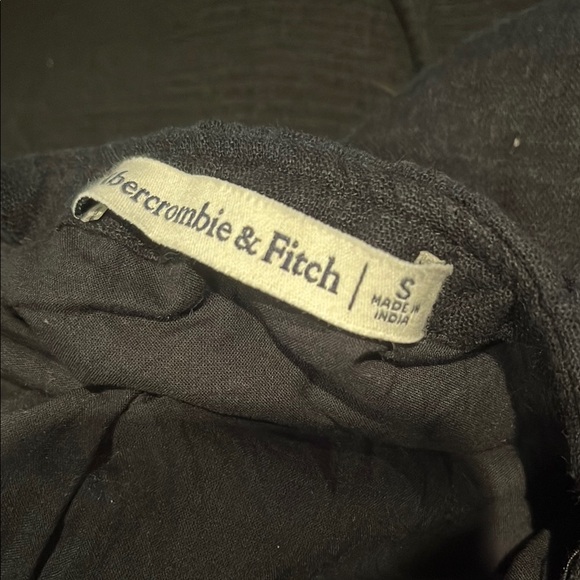 Abercrombie & Fitch
S
MADE IN
INDIA